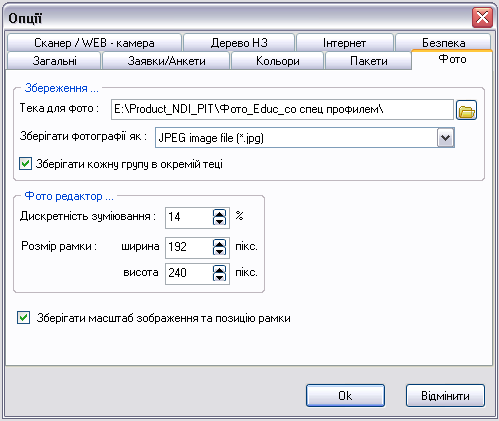 Опції
Сканер / WEB - камера Дерево НЗ Інтернет Безпека
Загальні Заявки/Анкети Кольори Пакети Фото
Збереження ...
Тека для фото : E:\Product_NDI_PIT\Фото_Educ_со спец профилем\
Зберігати фотографії як : JPEG image file (*.jpg)
Зберігати кожну групу в окремій теці
Фото редактор ...
Дискретність зуміювання : 14 %
Розмір рамки : ширина 192 пікс.
висота 240 пікс.
Зберігати масштаб зображення та позицію рамки
Ok Відмінити